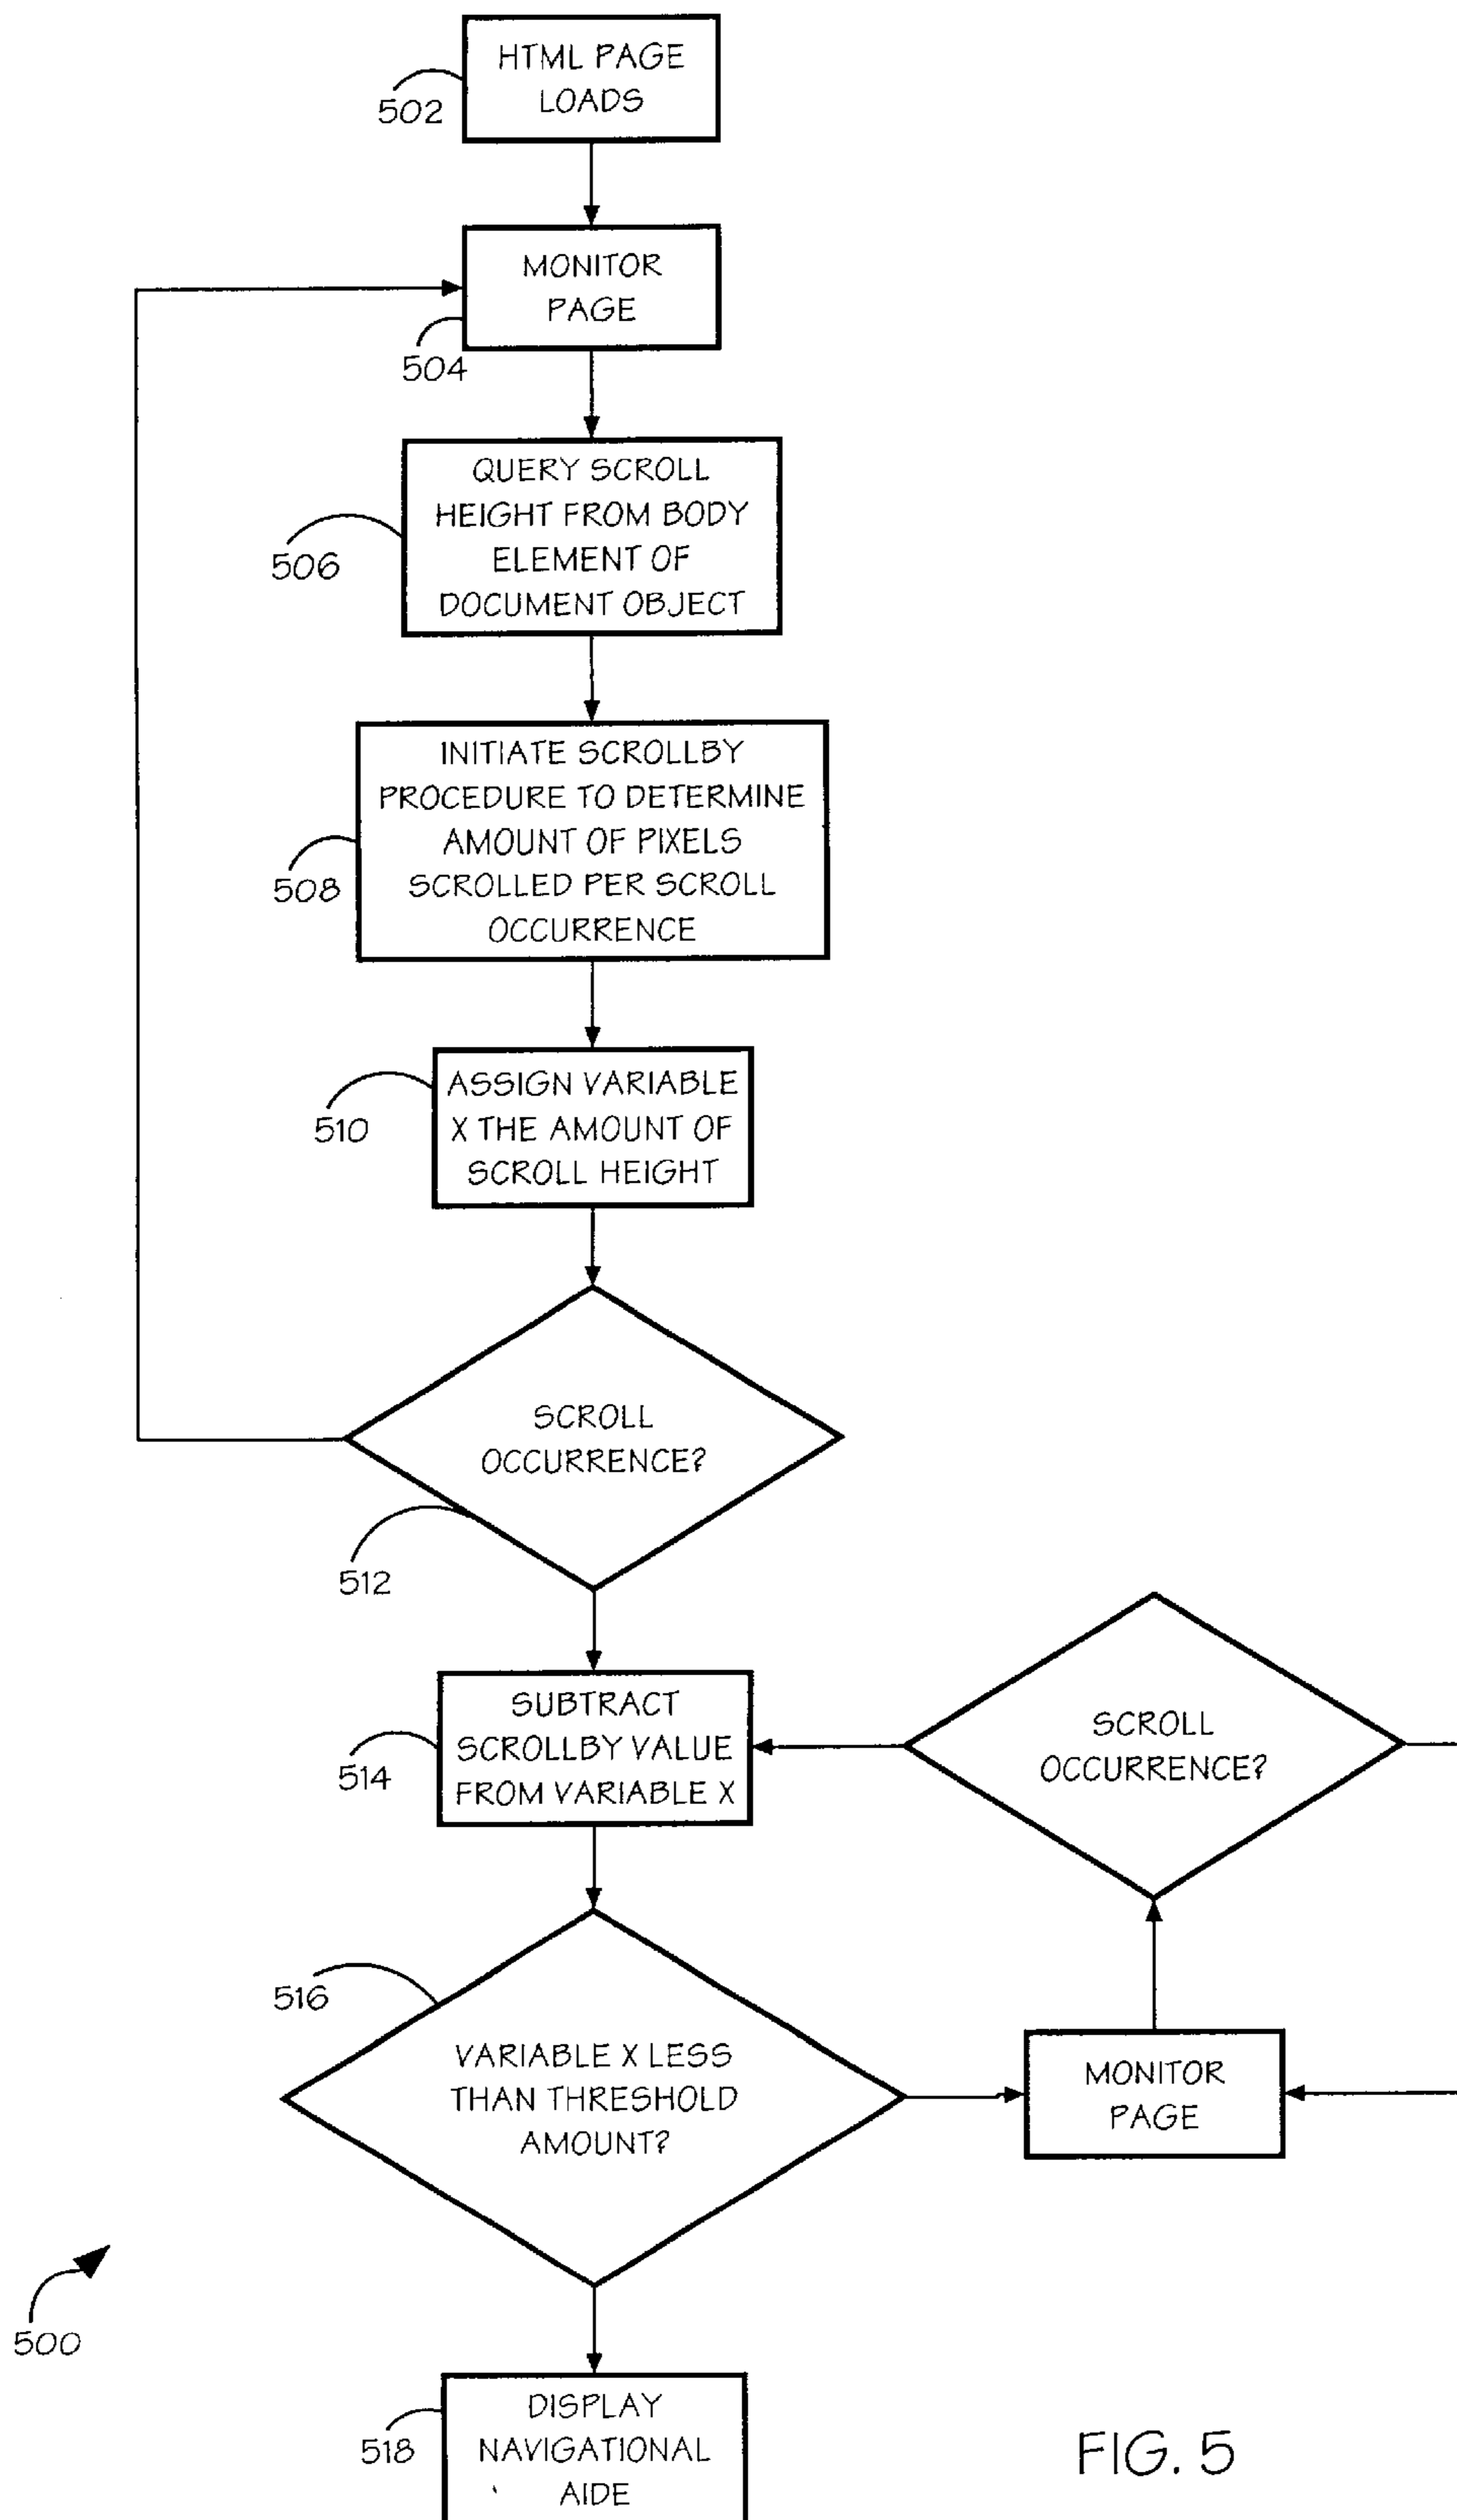 HTML PAGE
LOADS
502
MONITOR
PAGE
504
QUERY SCROLL
HEIGHT FROM BODY
ELEMENT OF
DOCUMENT OBJECT
506
INITIATE SCROLLBY
PROCEDURE TO DETERMINE
AMOUNT OF PIXELS
SCROLLED PER SCROLL
OCCURRENCE
508
ASSIGN VARIABLE
X THE AMOUNT OF
SCROLL HEIGHT
510
SCROLL
OCCURRENCE?
512
SUBTRACT
SCROLLBY VALUE
FROM VARIABLE X
514
SCROLL
OCCURRENCE?
516
VARIABLE X LESS
THAN THRESHOLD
AMOUNT?
MONITOR
PAGE
500
DISPLAY
NAVIGATIONAL
AIDE
518
FIG. 5